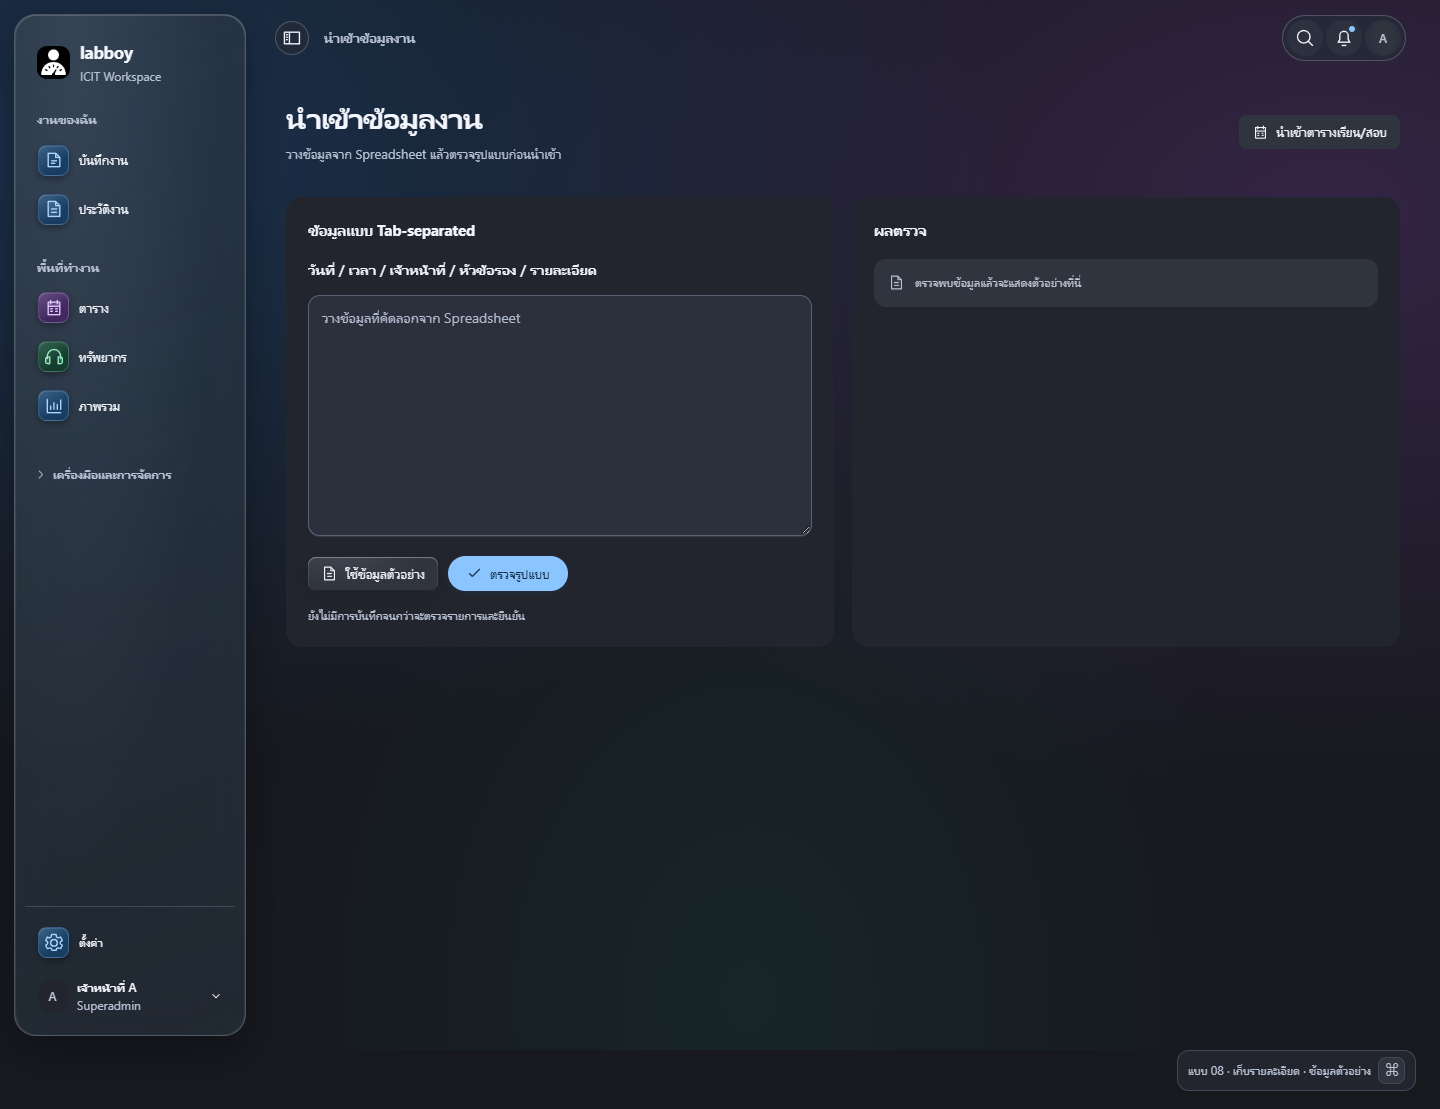 labboy
ICIT Workspace
งานของฉัน
บันทึกงาน
ประวัติงาน
พื้นที่ทำงาน
ตาราง
ทรัพยากร
ภาพรวม
เครื่องมือและการจัดการ
ตั้งค่า
A
เจ้าหน้าที่ A
Superadmin
นำเข้าข้อมูลงาน
A
นำเข้าข้อมูลงาน
วางข้อมูลจาก Spreadsheet แล้วตรวจรูปแบบก่อนนำเข้า
นำเข้าตารางเรียน/สอบ
ข้อมูลแบบ Tab-separated
วันที่ / เวลา / เจ้าหน้าที่ / หัวข้อรอง / รายละเอียด
วางข้อมูลที่คัดลอกจาก Spreadsheet
ใช้ข้อมูลตัวอย่าง
ตรวจรูปแบบ
ยังไม่มีการบันทึกจนกว่าจะตรวจรายการและยืนยัน
ผลตรวจ
ตรวจพบข้อมูลแล้วจะแสดงตัวอย่างที่นี่
แบบ 08 · เก็บรายละเอียด · ข้อมูลตัวอย่าง ⌘